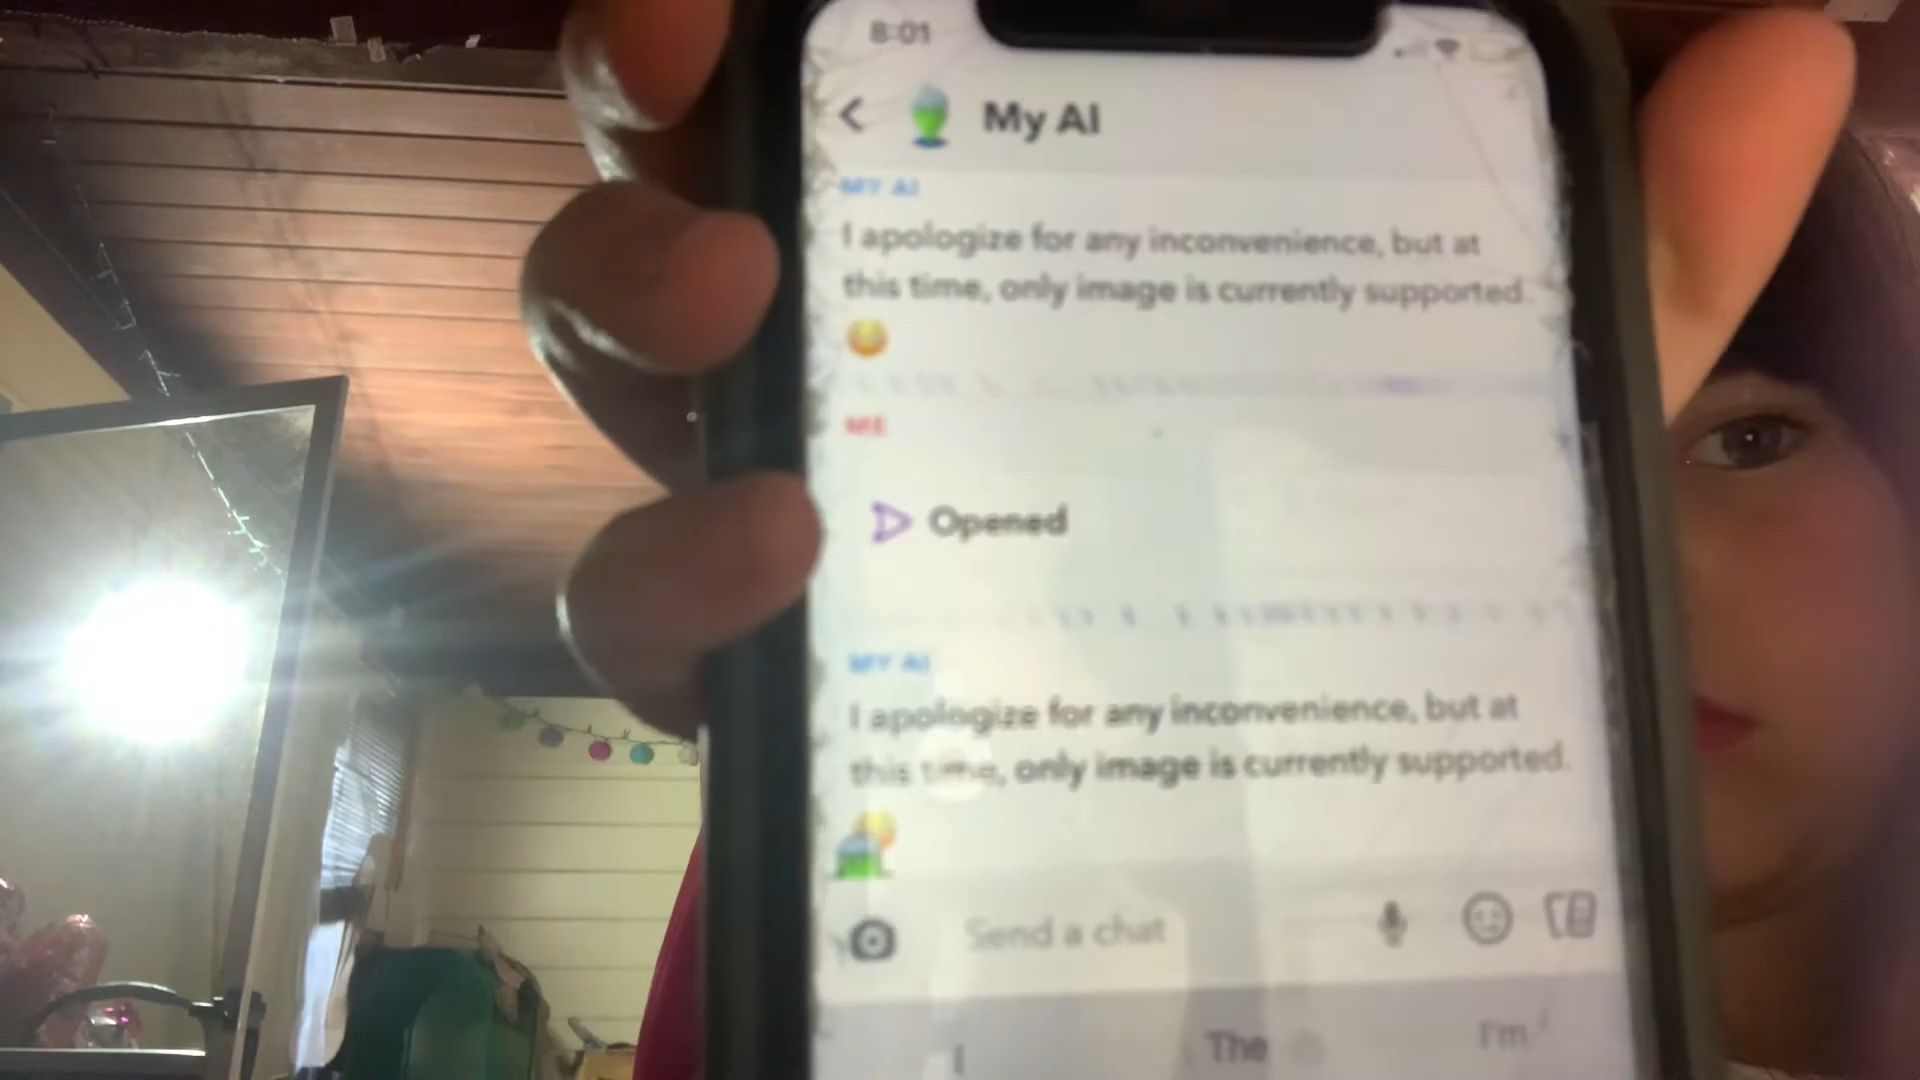 8:01
My AI
MY AI
I apologize for any inconvenience, but at
this time, only image is currently supported.
ME
Opened
MY AI
I apologize for any inconvenience, but at
this time, only image is currently supported.
Send a chat
I The I'm